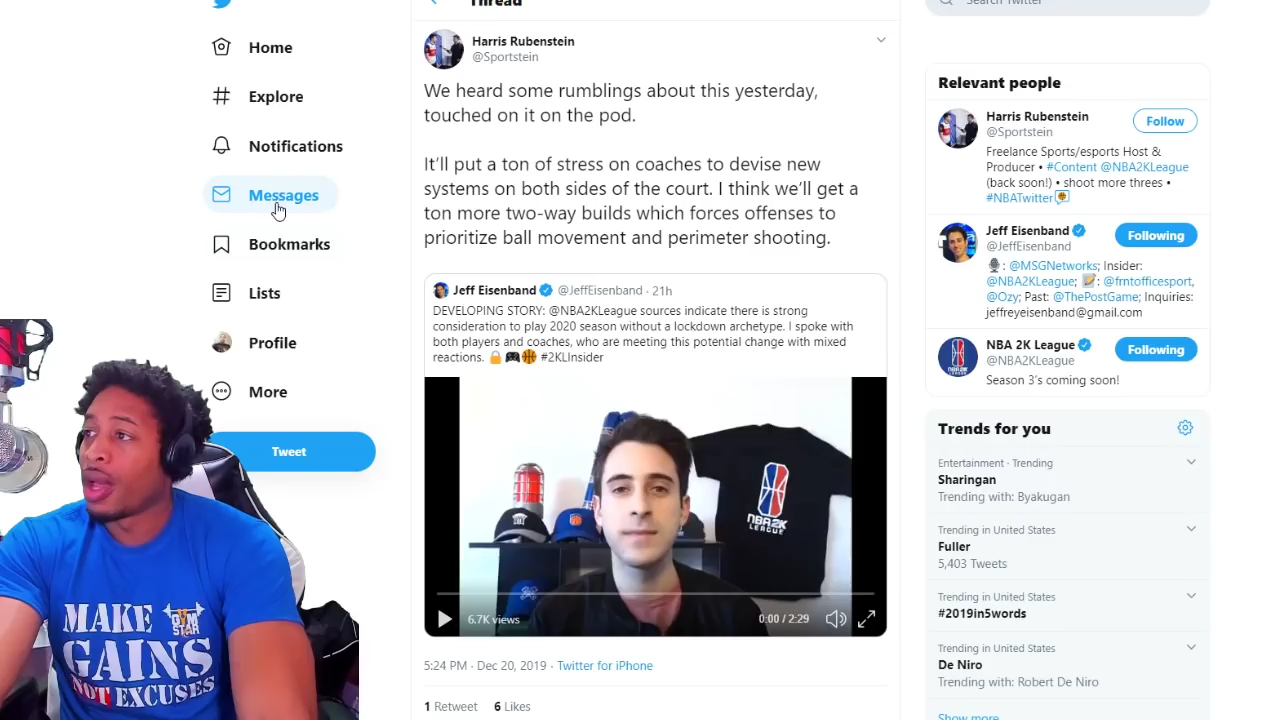 Home
Explore
Notifications
Messages
Bookmarks
Lists
Profile
More
Tweet
MAKE
GYM STAR
GAINS
NOT EXCUSES
Thread
Harris Rubenstein
@Sportstein
We heard some rumblings about this yesterday,
touched on it on the pod.
It'll put a ton of stress on coaches to devise new
systems on both sides of the court. I think we'll get a
ton more two-way builds which forces offenses to
prioritize ball movement and perimeter shooting.
Jeff Eisenband @JeffEisenband · 21h
DEVELOPING STORY: @NBA2KLeague sources indicate there is strong
consideration to play 2020 season without a lockdown archetype. I spoke with
both players and coaches, who are meeting this potential change with mixed
reactions. 🔒🎮🏀 #2KLInsider
NBA2K
LEAGUE
6.7K views
0:00 / 2:29
5:24 PM · Dec 20, 2019 · Twitter for iPhone
1 Retweet 6 Likes
Search Twitter
Relevant people
Harris Rubenstein
@Sportstein
Follow
Freelance Sports/esports Host &
Producer • #Content @NBA2KLeague
(back soon!) • shoot more threes •
#NBATwitter
Jeff Eisenband
@JeffEisenband
Following
🎙: @MSGNetworks; Insider:
@NBA2KLeague; 📝: @frntofficesport,
@Ozy; Past: @ThePostGame; Inquiries:
jeffreyeisenband@gmail.com
NBA 2K League
@NBA2KLeague
Following
Season 3's coming soon!
Trends for you
Entertainment · Trending
Sharingan
Trending with: Byakugan
Trending in United States
Fuller
5,403 Tweets
Trending in United States
#2019in5words
Trending in United States
De Niro
Trending with: Robert De Niro
Show more